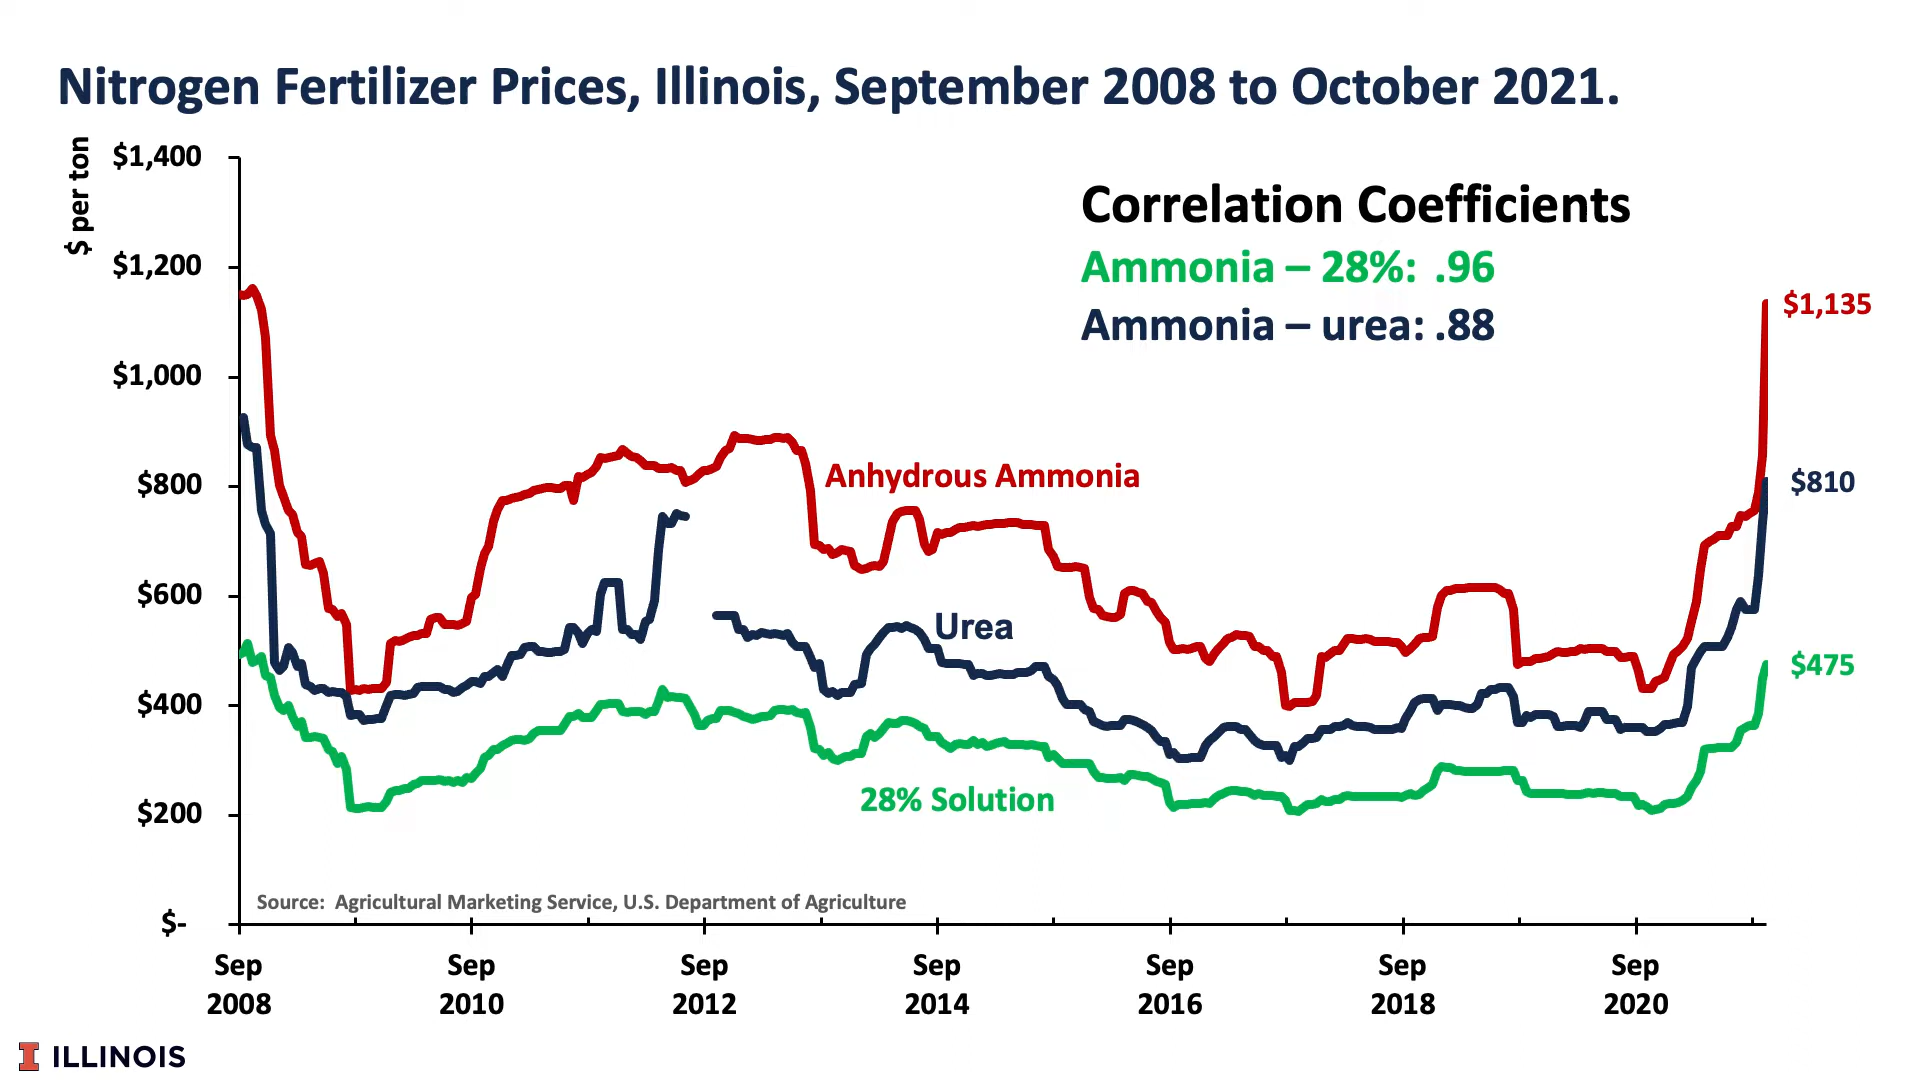 Nitrogen Fertilizer Prices, Illinois, September 2008 to October 2021.
$ per ton
$1,400
$1,200
$1,000
$800
$600
$400
$200
$-
Correlation Coefficients
Ammonia – 28%: .96
Ammonia – urea: .88
$1,135
$810
$475
Anhydrous Ammonia
Urea
28% Solution
Source: Agricultural Marketing Service, U.S. Department of Agriculture
Sep
2008
Sep
2010
Sep
2012
Sep
2014
Sep
2016
Sep
2018
Sep
2020
ILLINOIS